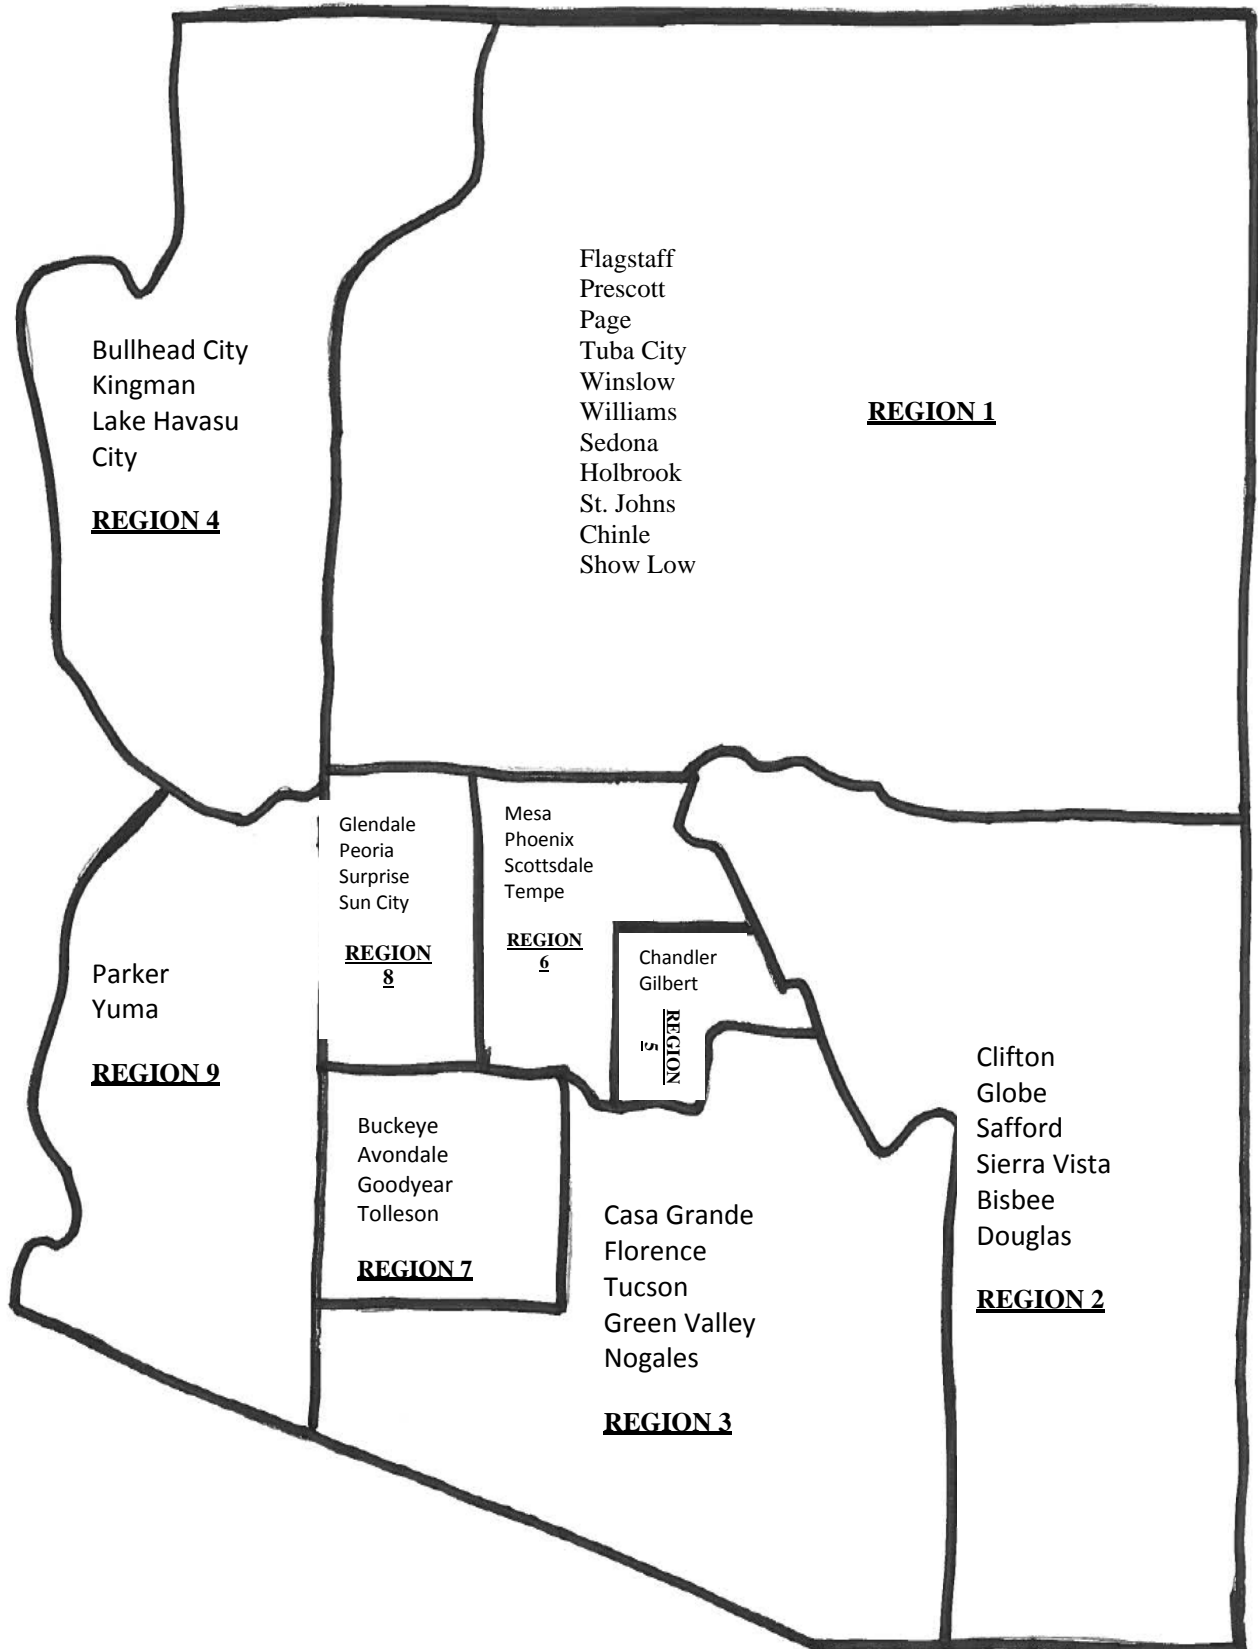 Flagstaff
Prescott
Page
Tuba City
Winslow
Williams
Sedona
Holbrook
St. Johns
Chinle
Show Low
REGION 1
Bullhead City
Kingman
Lake Havasu
City
REGION 4
Glendale
Peoria
Surprise
Sun City
REGION
8
Mesa
Phoenix
Scottsdale
Tempe
REGION
6
Chandler
Gilbert
REGION
5
Parker
Yuma
REGION 9
Buckeye
Avondale
Goodyear
Tolleson
REGION 7
Casa Grande
Florence
Tucson
Green Valley
Nogales
REGION 3
Clifton
Globe
Safford
Sierra Vista
Bisbee
Douglas
REGION 2